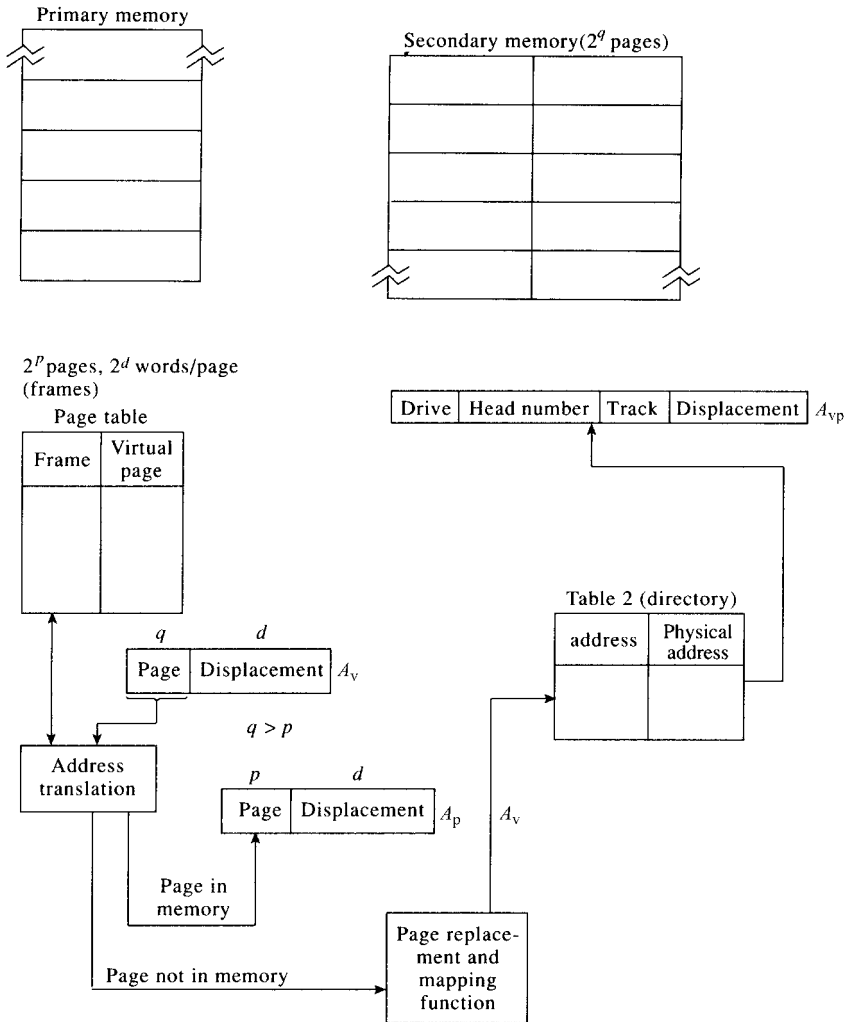 Primary memory
Secondary memory(2^q pages)
2^p pages, 2^d words/page
(frames)
Page table
Frame
Virtual
page
Drive
Head number
Track
Displacement
A_vp
Table 2 (directory)
address
Physical
address
q
d
Page
Displacement
A_v
q > p
Address
translation
p
d
Page
Displacement
A_p
A_v
Page in
memory
Page not in memory
Page replace-
ment and
mapping
function